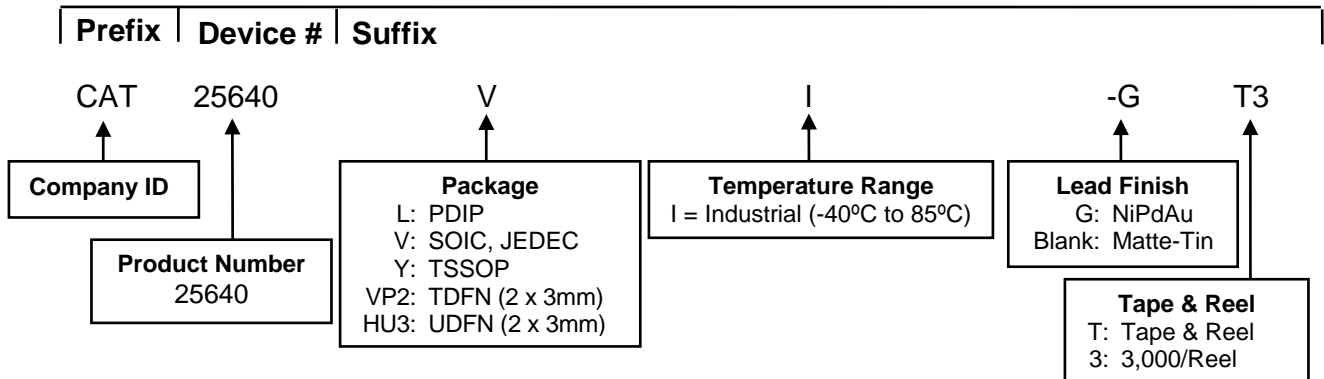 Prefix Device # Suffix
CAT 25640 V I -G T3
Company ID
Product Number
25640
Package
L: PDIP
V: SOIC, JEDEC
Y: TSSOP
VP2: TDFN (2 x 3mm)
HU3: UDFN (2 x 3mm)
Temperature Range
I = Industrial (-40ºC to 85ºC)
Lead Finish
G: NiPdAu
Blank: Matte-Tin
Tape & Reel
T: Tape & Reel
3: 3,000/Reel